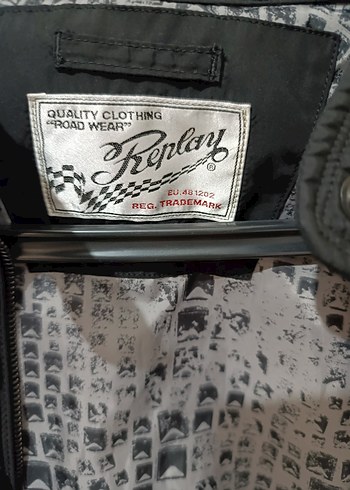 QUALITY CLOTHING
"ROAD WEAR"
Replay
®
EU.481202
REG. TRADEMARK